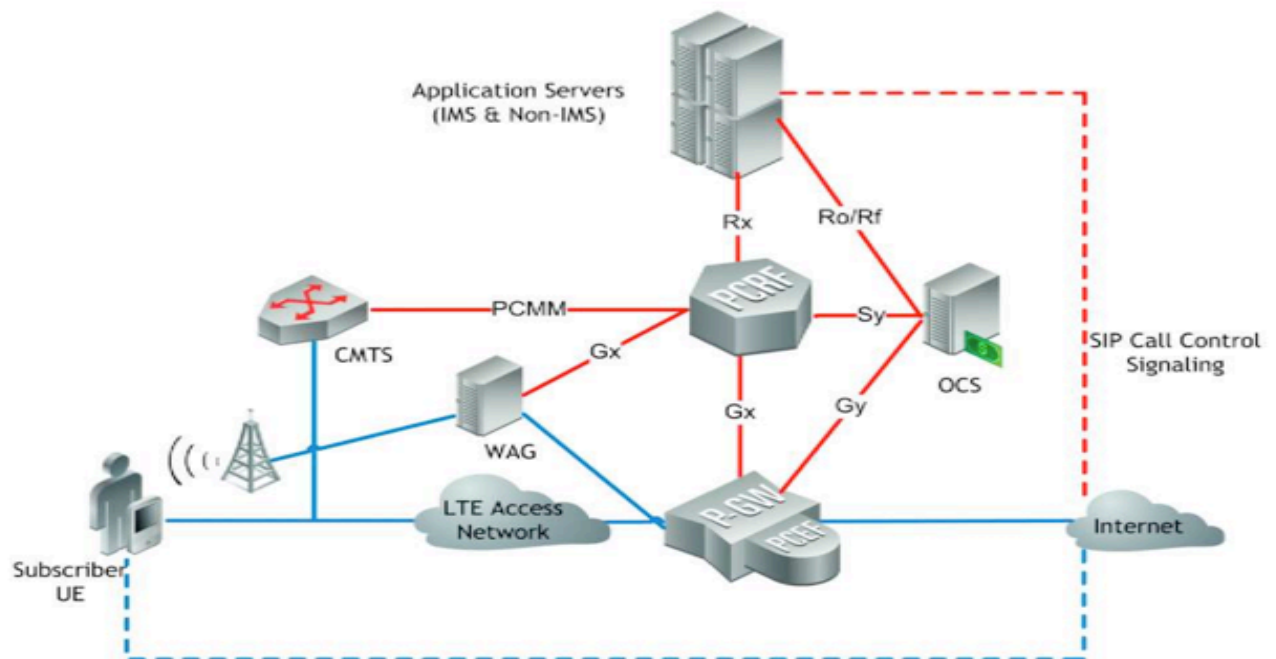 Application Servers
(IMS & Non-IMS)
Rx
Ro/Rf
PCRF
PCMM
Sy
CMTS
Gx
OCS
SIP Call Control
Signaling
Gx
Gy
WAG
LTE Access
Network
P-GW
PCEF
Internet
Subscriber
UE